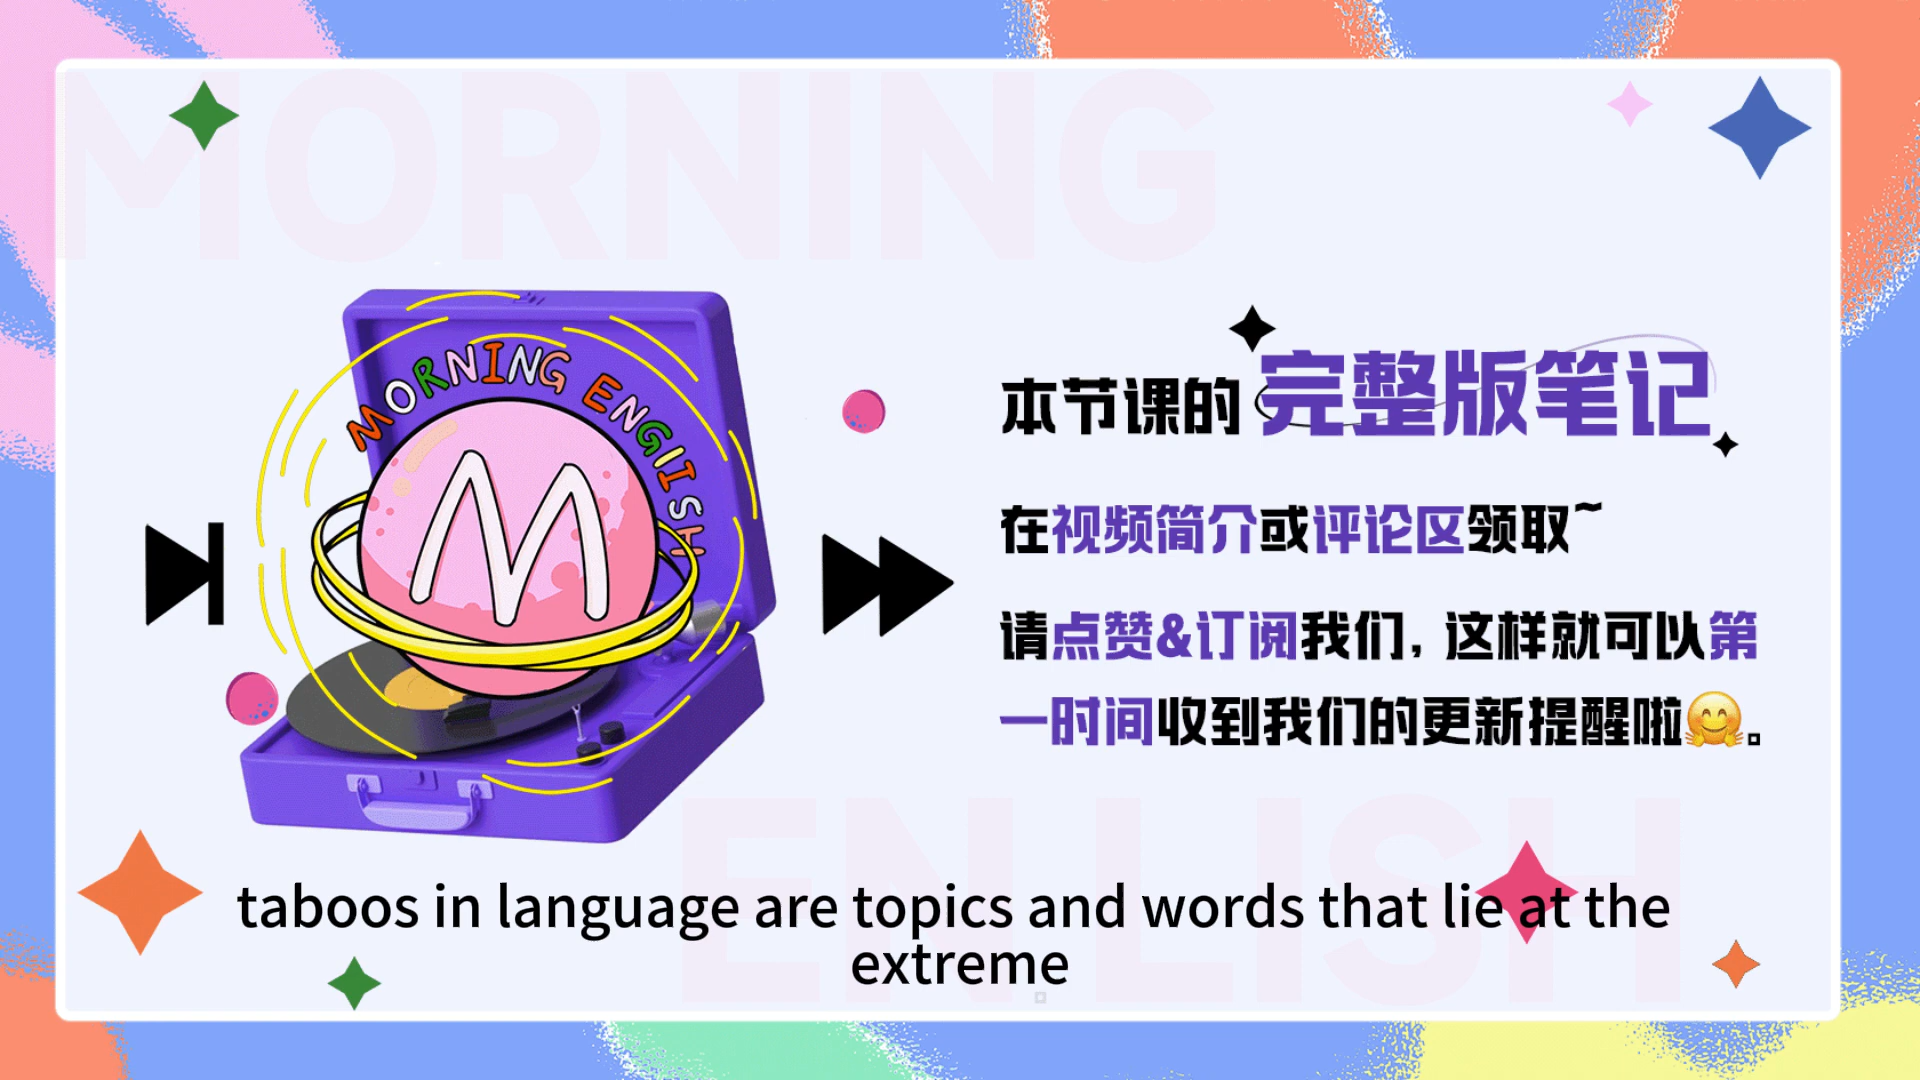 MORNING
MORNING ENGLISH
M
本节课的完整版笔记
在视频简介或评论区领取~
请点赞&订阅我们，这样就可以第
一时间收到我们的更新提醒啦🤗。
EN LISH
taboos in language are topics and words that lie at the
extreme